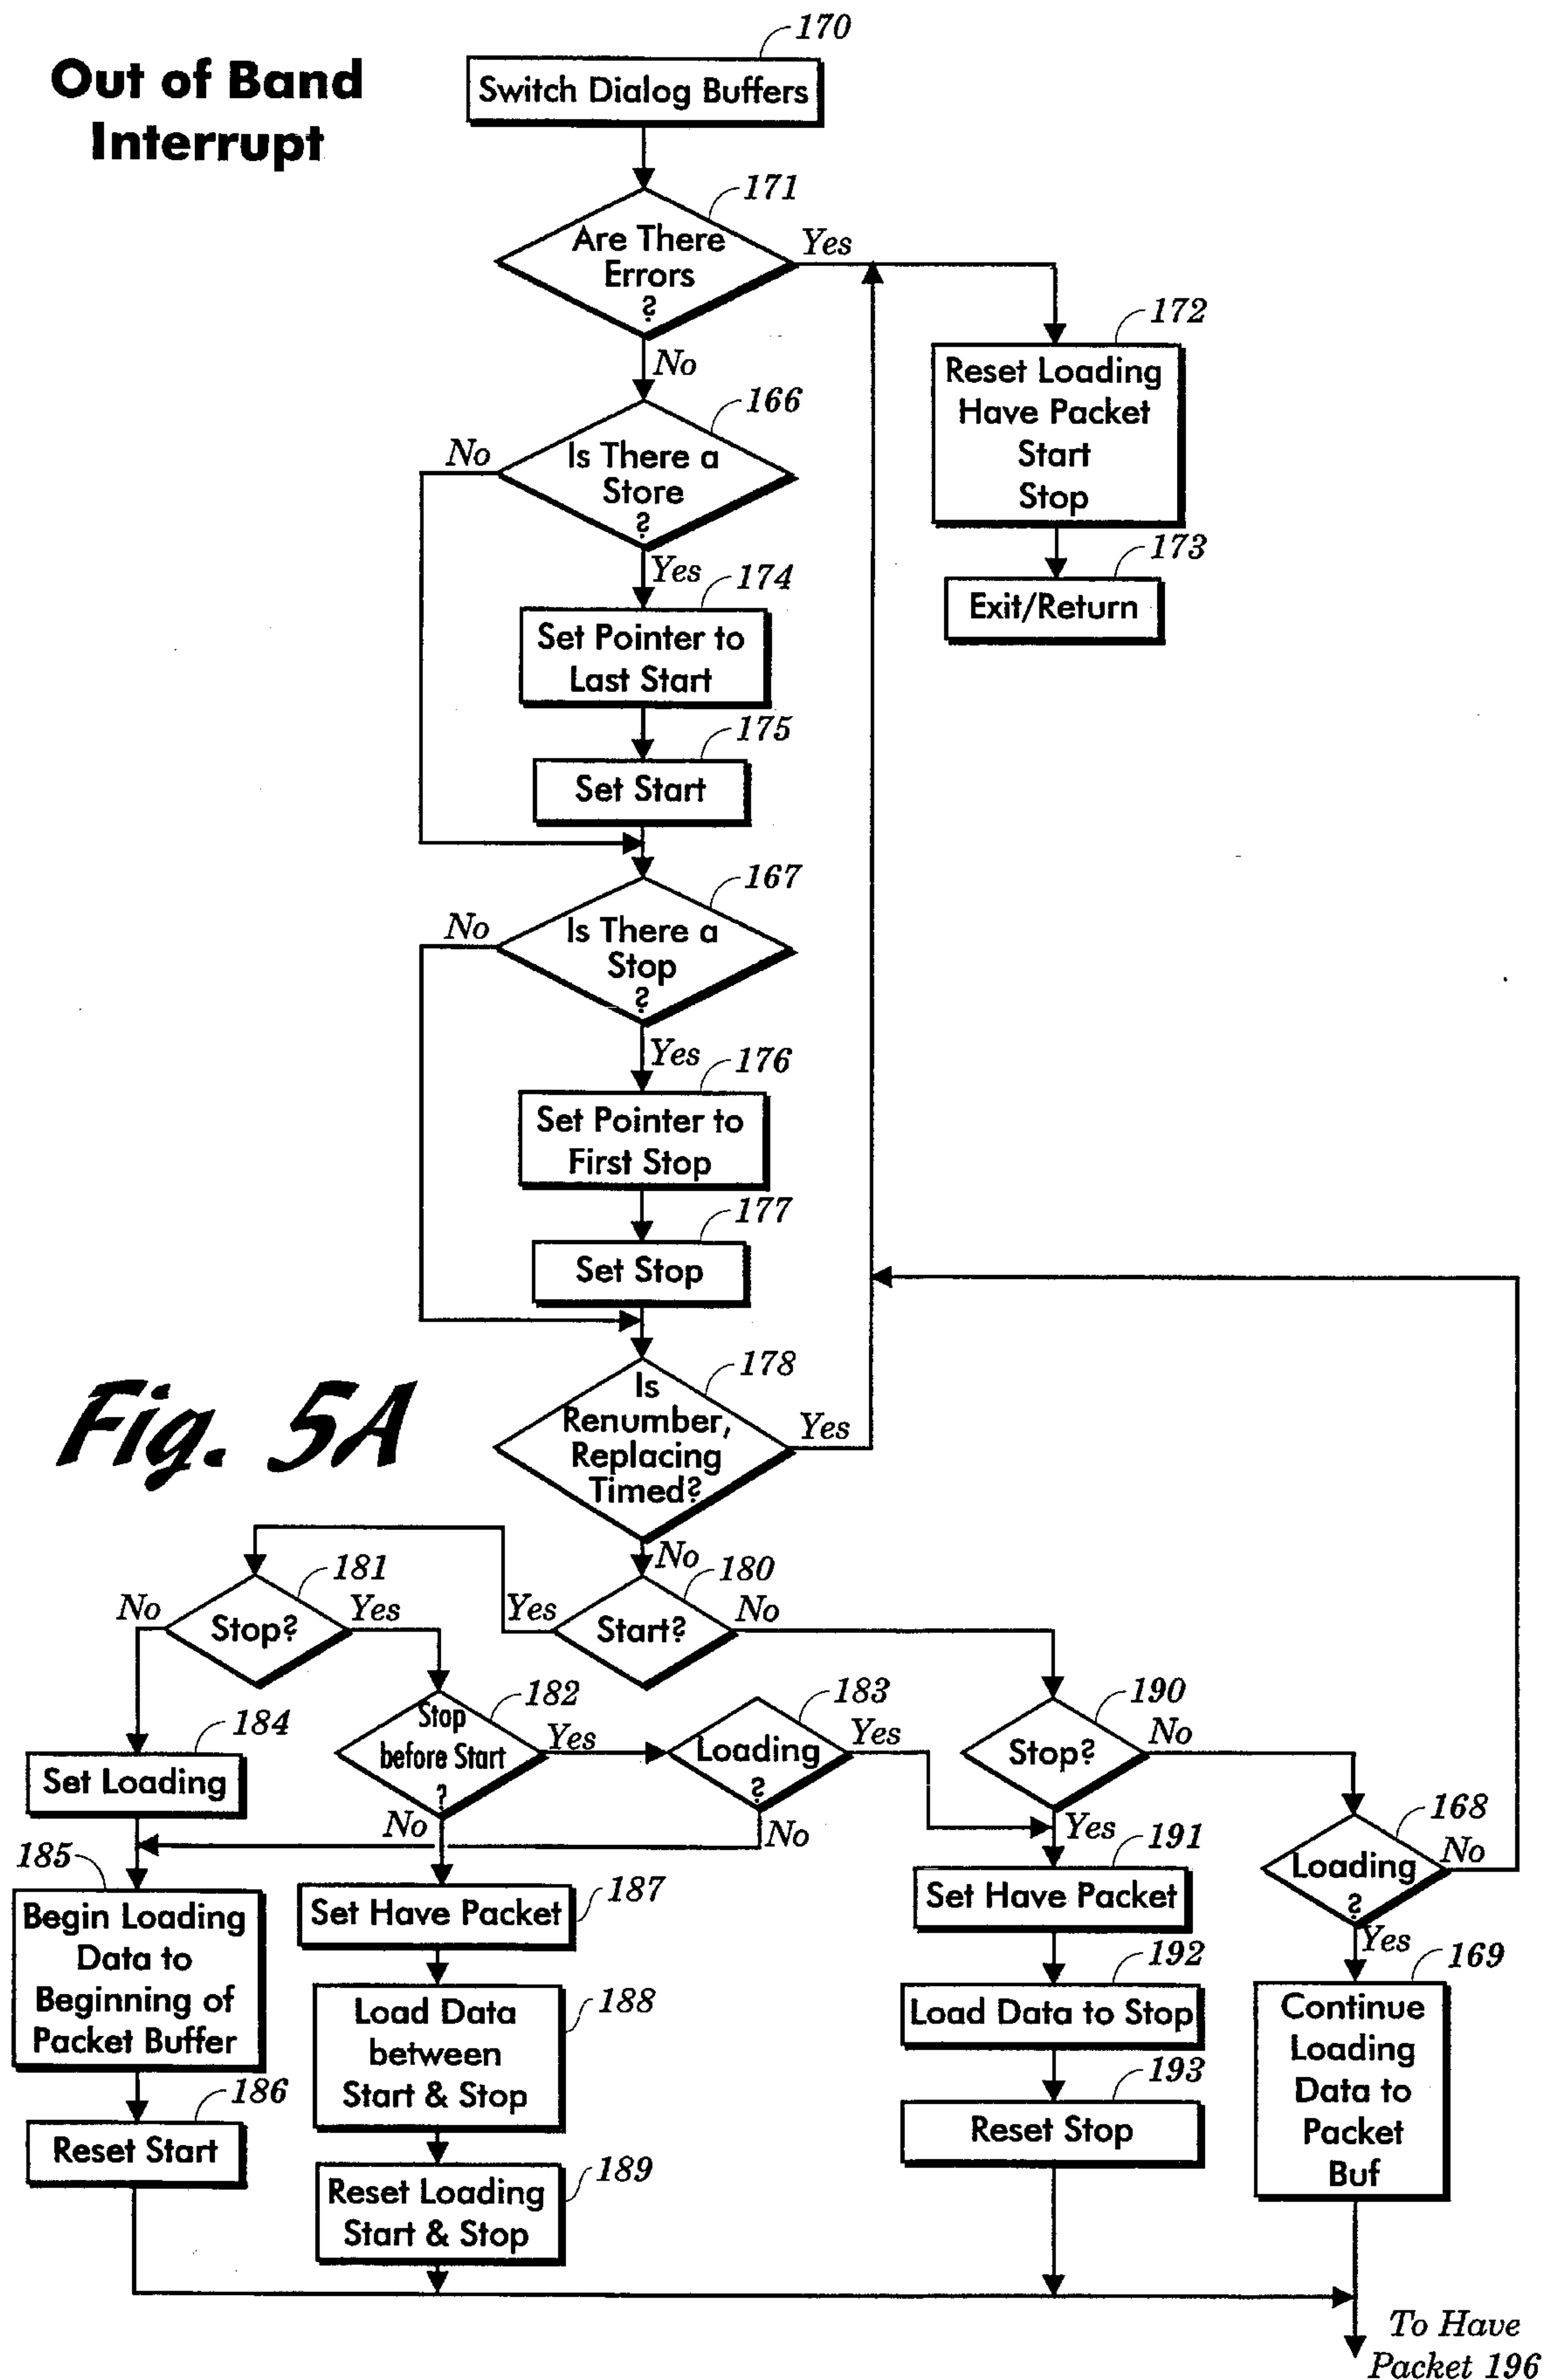 Out of Band
Interrupt
170
Switch Dialog Buffers
171
Are There
Errors
?
Yes
No
172
Reset Loading
Have Packet
Start
Stop
173
Exit/Return
166
Is There a
Store
?
No
Yes
174
Set Pointer to
Last Start
175
Set Start
167
Is There a
Stop
?
No
Yes
176
Set Pointer to
First Stop
177
Set Stop
178
Is
Renumber,
Replacing
Timed?
Yes
No
Fig. 5A
180
Start?
Yes
No
181
Stop?
No
Yes
182
Stop
before Start
?
Yes
No
183
Loading
?
Yes
No
190
Stop?
No
Yes
168
Loading
?
No
Yes
184
Set Loading
185
Begin Loading
Data to
Beginning of
Packet Buffer
186
Reset Start
187
Set Have Packet
188
Load Data
between
Start & Stop
189
Reset Loading
Start & Stop
191
Set Have Packet
192
Load Data to Stop
193
Reset Stop
169
Continue
Loading
Data to
Packet
Buf
To Have
Packet 196